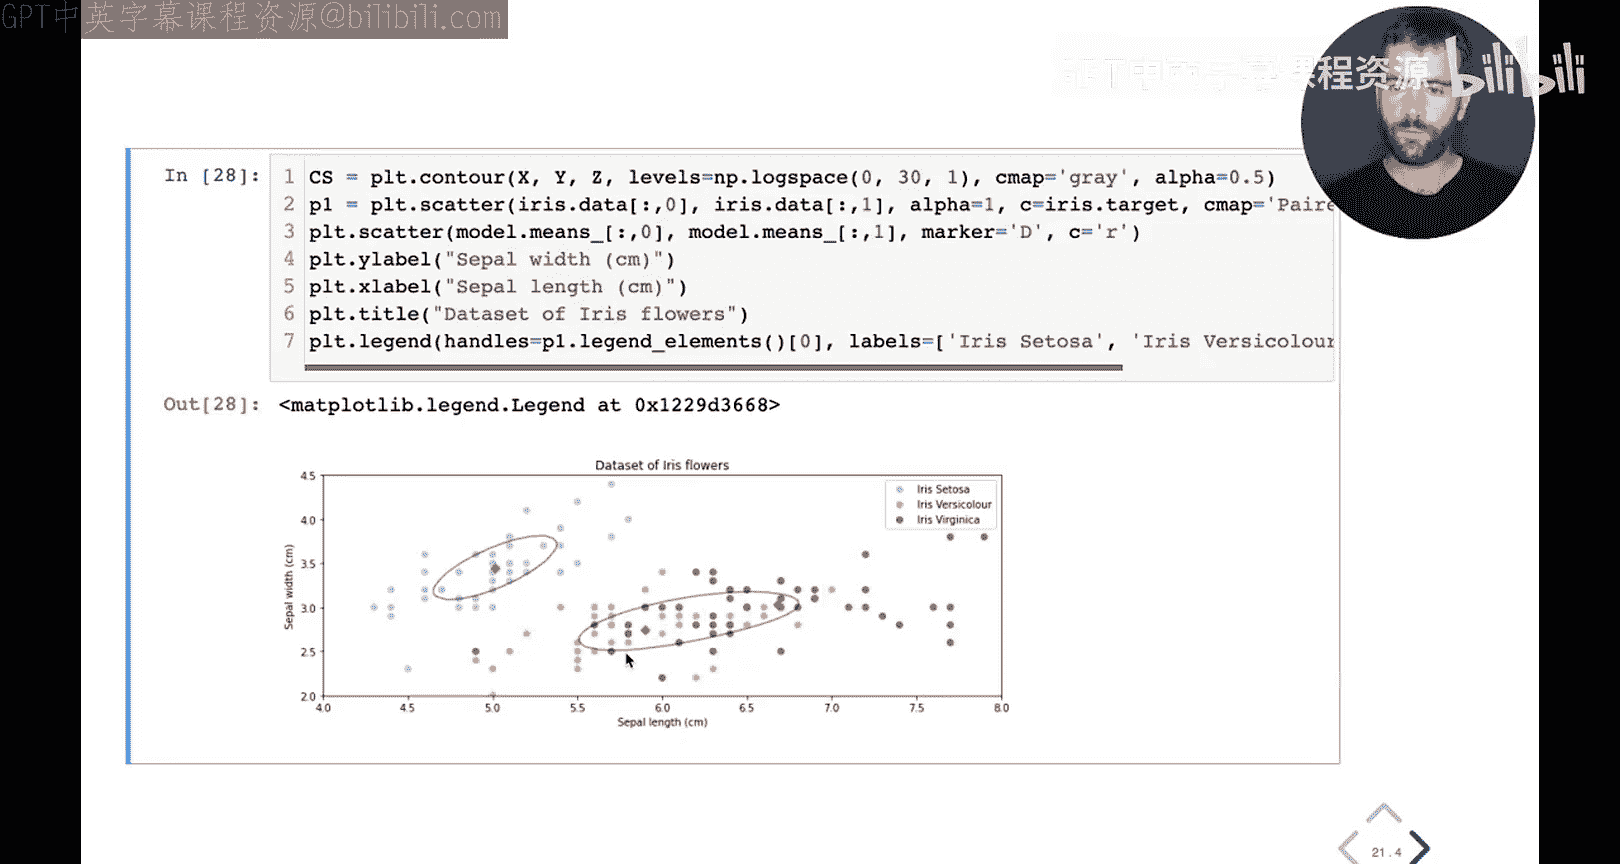 GPT中英字幕课程资源@bilibili.com
课程资源 bilibili
In [28]:
1 CS = plt.contour(X, Y, Z, levels=np.logspace(0, 30, 1), cmap='gray', alpha=0.5)
2 p1 = plt.scatter(iris.data[:,0], iris.data[:,1], alpha=1, c=iris.target, cmap='Paire
3 plt.scatter(model.means_[:,0], model.means_[:,1], marker='D', c='r')
4 plt.ylabel("Sepal width (cm)")
5 plt.xlabel("Sepal length (cm)")
6 plt.title("Dataset of Iris flowers")
7 plt.legend(handles=p1.legend_elements()[0], labels=['Iris Setosa', 'Iris Versicolour
Out[28]: <matplotlib.legend.Legend at 0x1229d3668>
Dataset of Iris flowers
Iris Setosa
Iris Versicolour
Iris Virginica
Sepal width (cm)
4.5
4.0
3.5
3.0
2.5
2.0
4.0 4.5 5.0 5.5 6.0 6.5 7.0 7.5 8.0
Sepal length (cm)
21.4